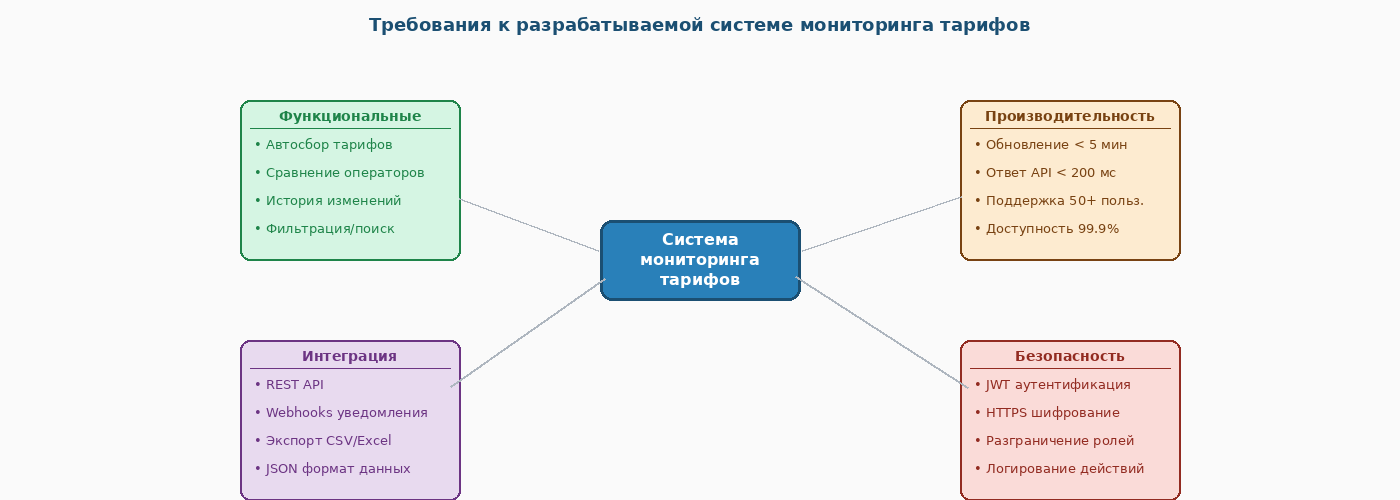 Требования к разрабатываемой системе мониторинга тарифов
Функциональные
• Автосбор тарифов
• Сравнение операторов
• История изменений
• Фильтрация/поиск
Производительность
• Обновление < 5 мин
• Ответ API < 200 мс
• Поддержка 50+ польз.
• Доступность 99.9%
Система
мониторинга
тарифов
Интеграция
• REST API
• Webhooks уведомления
• Экспорт CSV/Excel
• JSON формат данных
Безопасность
• JWT аутентификация
• HTTPS шифрование
• Разграничение ролей
• Логирование действий